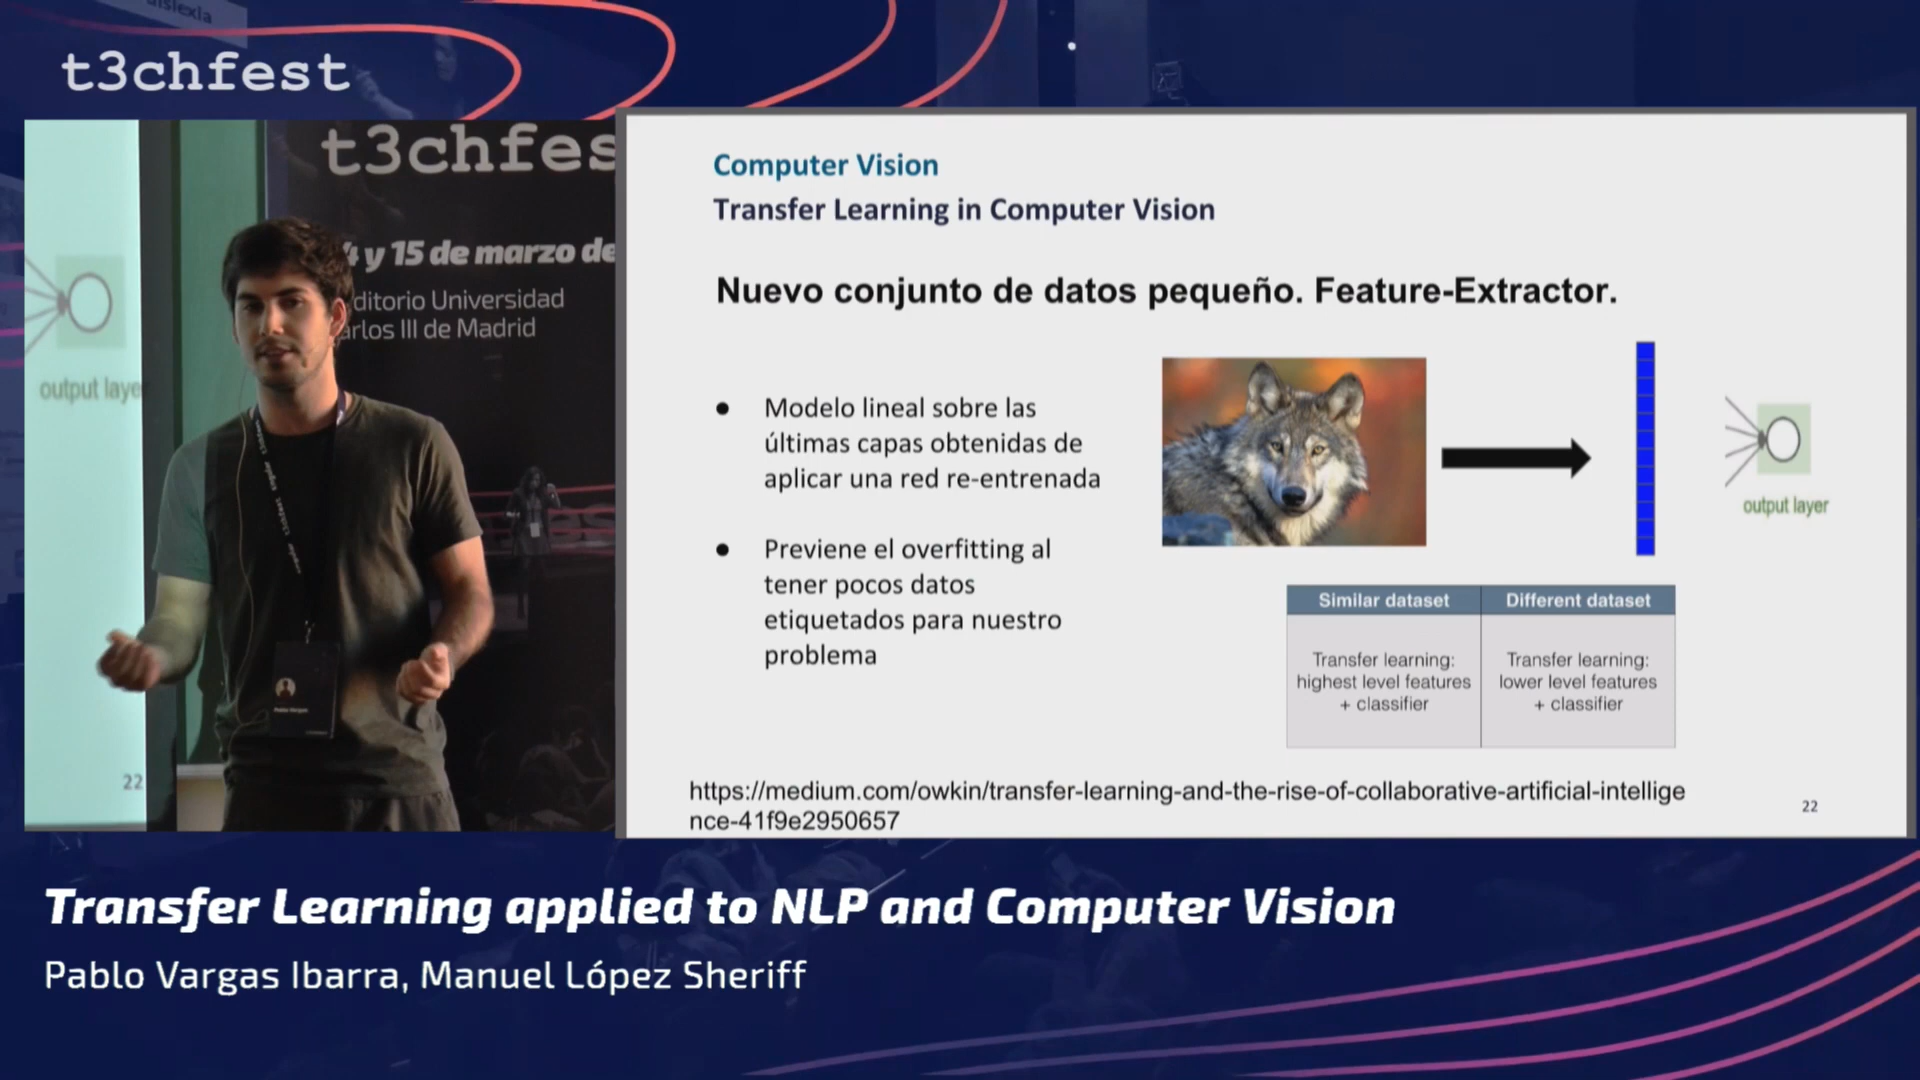 t3chfest
t3chfes
4 y 15 de marzo de
ditorio Universidad
arlos III de Madrid
output laye
22
Computer Vision
Transfer Learning in Computer Vision
Nuevo conjunto de datos pequeño. Feature-Extractor.
● Modelo lineal sobre las
últimas capas obtenidas de
aplicar una red re-entrenada
● Previene el overfitting al
tener pocos datos
etiquetados para nuestro
problema
output layer
Similar dataset Different dataset
Transfer learning: Transfer learning:
highest level features lower level features
+ classifier + classifier
https://medium.com/owkin/transfer-learning-and-the-rise-of-collaborative-artificial-intellige
nce-41f9e2950657
22
Transfer Learning applied to NLP and Computer Vision
Pablo Vargas Ibarra, Manuel López Sheriff